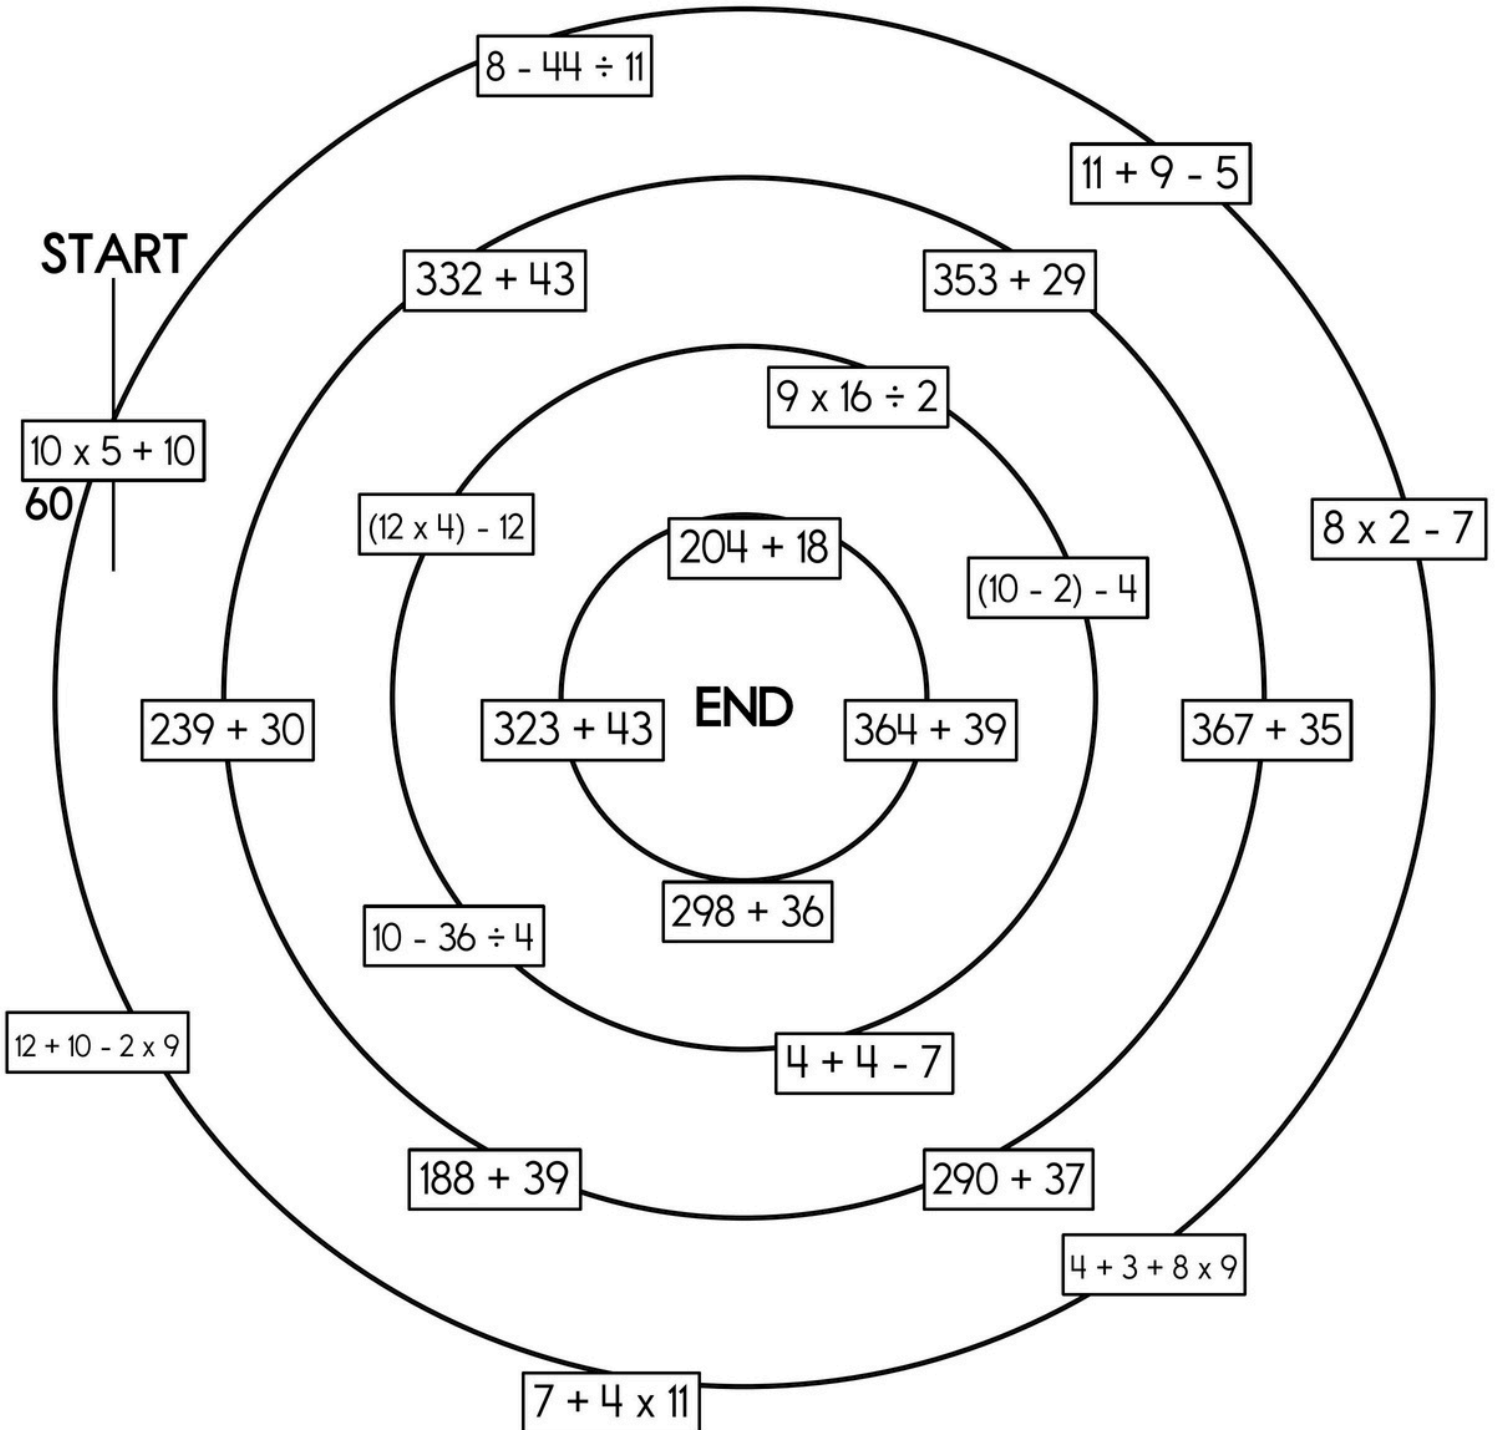 8 - 44 ÷ 11
11 + 9 - 5
START
332 + 43
353 + 29
9 x 16 ÷ 2
10 x 5 + 10
60
(12 x 4) - 12
8 x 2 - 7
204 + 18
(10 - 2) - 4
END
239 + 30
323 + 43
364 + 39
367 + 35
298 + 36
10 - 36 ÷ 4
12 + 10 - 2 x 9
4 + 4 - 7
188 + 39
290 + 37
4 + 3 + 8 x 9
7 + 4 x 11